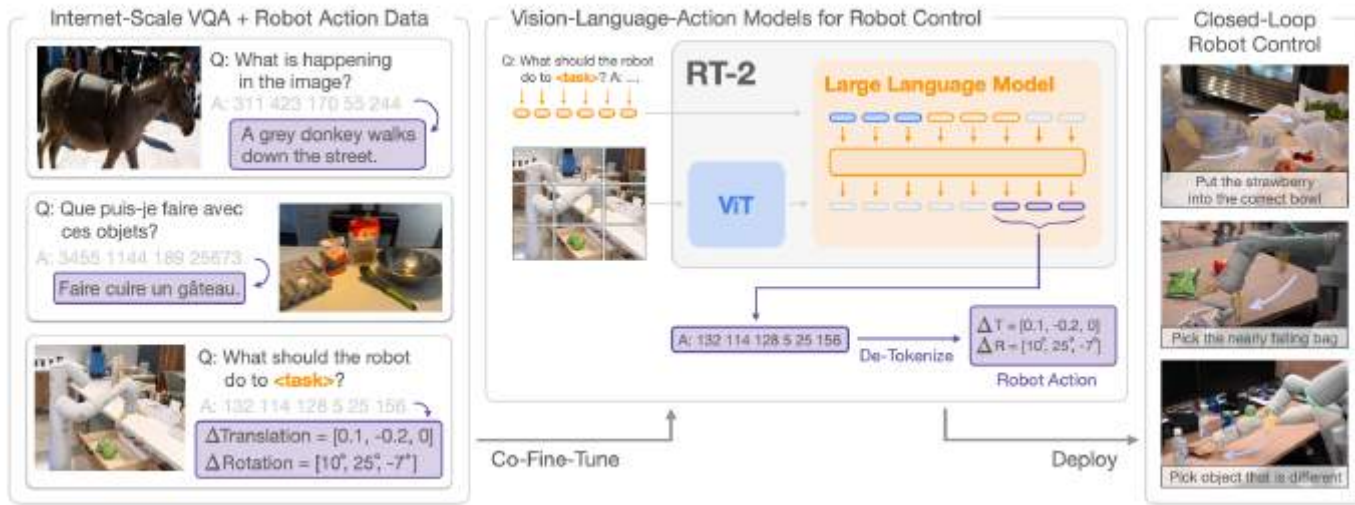 Internet-Scale VQA + Robot Action Data
Q: What is happening
in the image?
A: 311 423 170 55 244
A grey donkey walks
down the street.
Q: Que puis-je faire avec
ces objets?
A: 3455 1144 189 25673
Faire cuire un gâteau.
Q: What should the robot
do to <task>?
A: 132 114 128 5 25 156
ΔTranslation = [0.1, -0.2, 0]
ΔRotation = [10°, 25°, -7°]
Co-Fine-Tune
Vision-Language-Action Models for Robot Control
Q: What should the robot
do to <task>? A: ...
RT-2
Large Language Model
ViT
A: 132 114 128 5 25 156
De-Tokenize
Δ T = [0.1, -0.2, 0]
Δ R = [10°, 25°, -7°]
Robot Action
Deploy
Closed-Loop
Robot Control
Put the strawberry
into the correct bowl
Pick the nearly falling bag
Pick object that is different